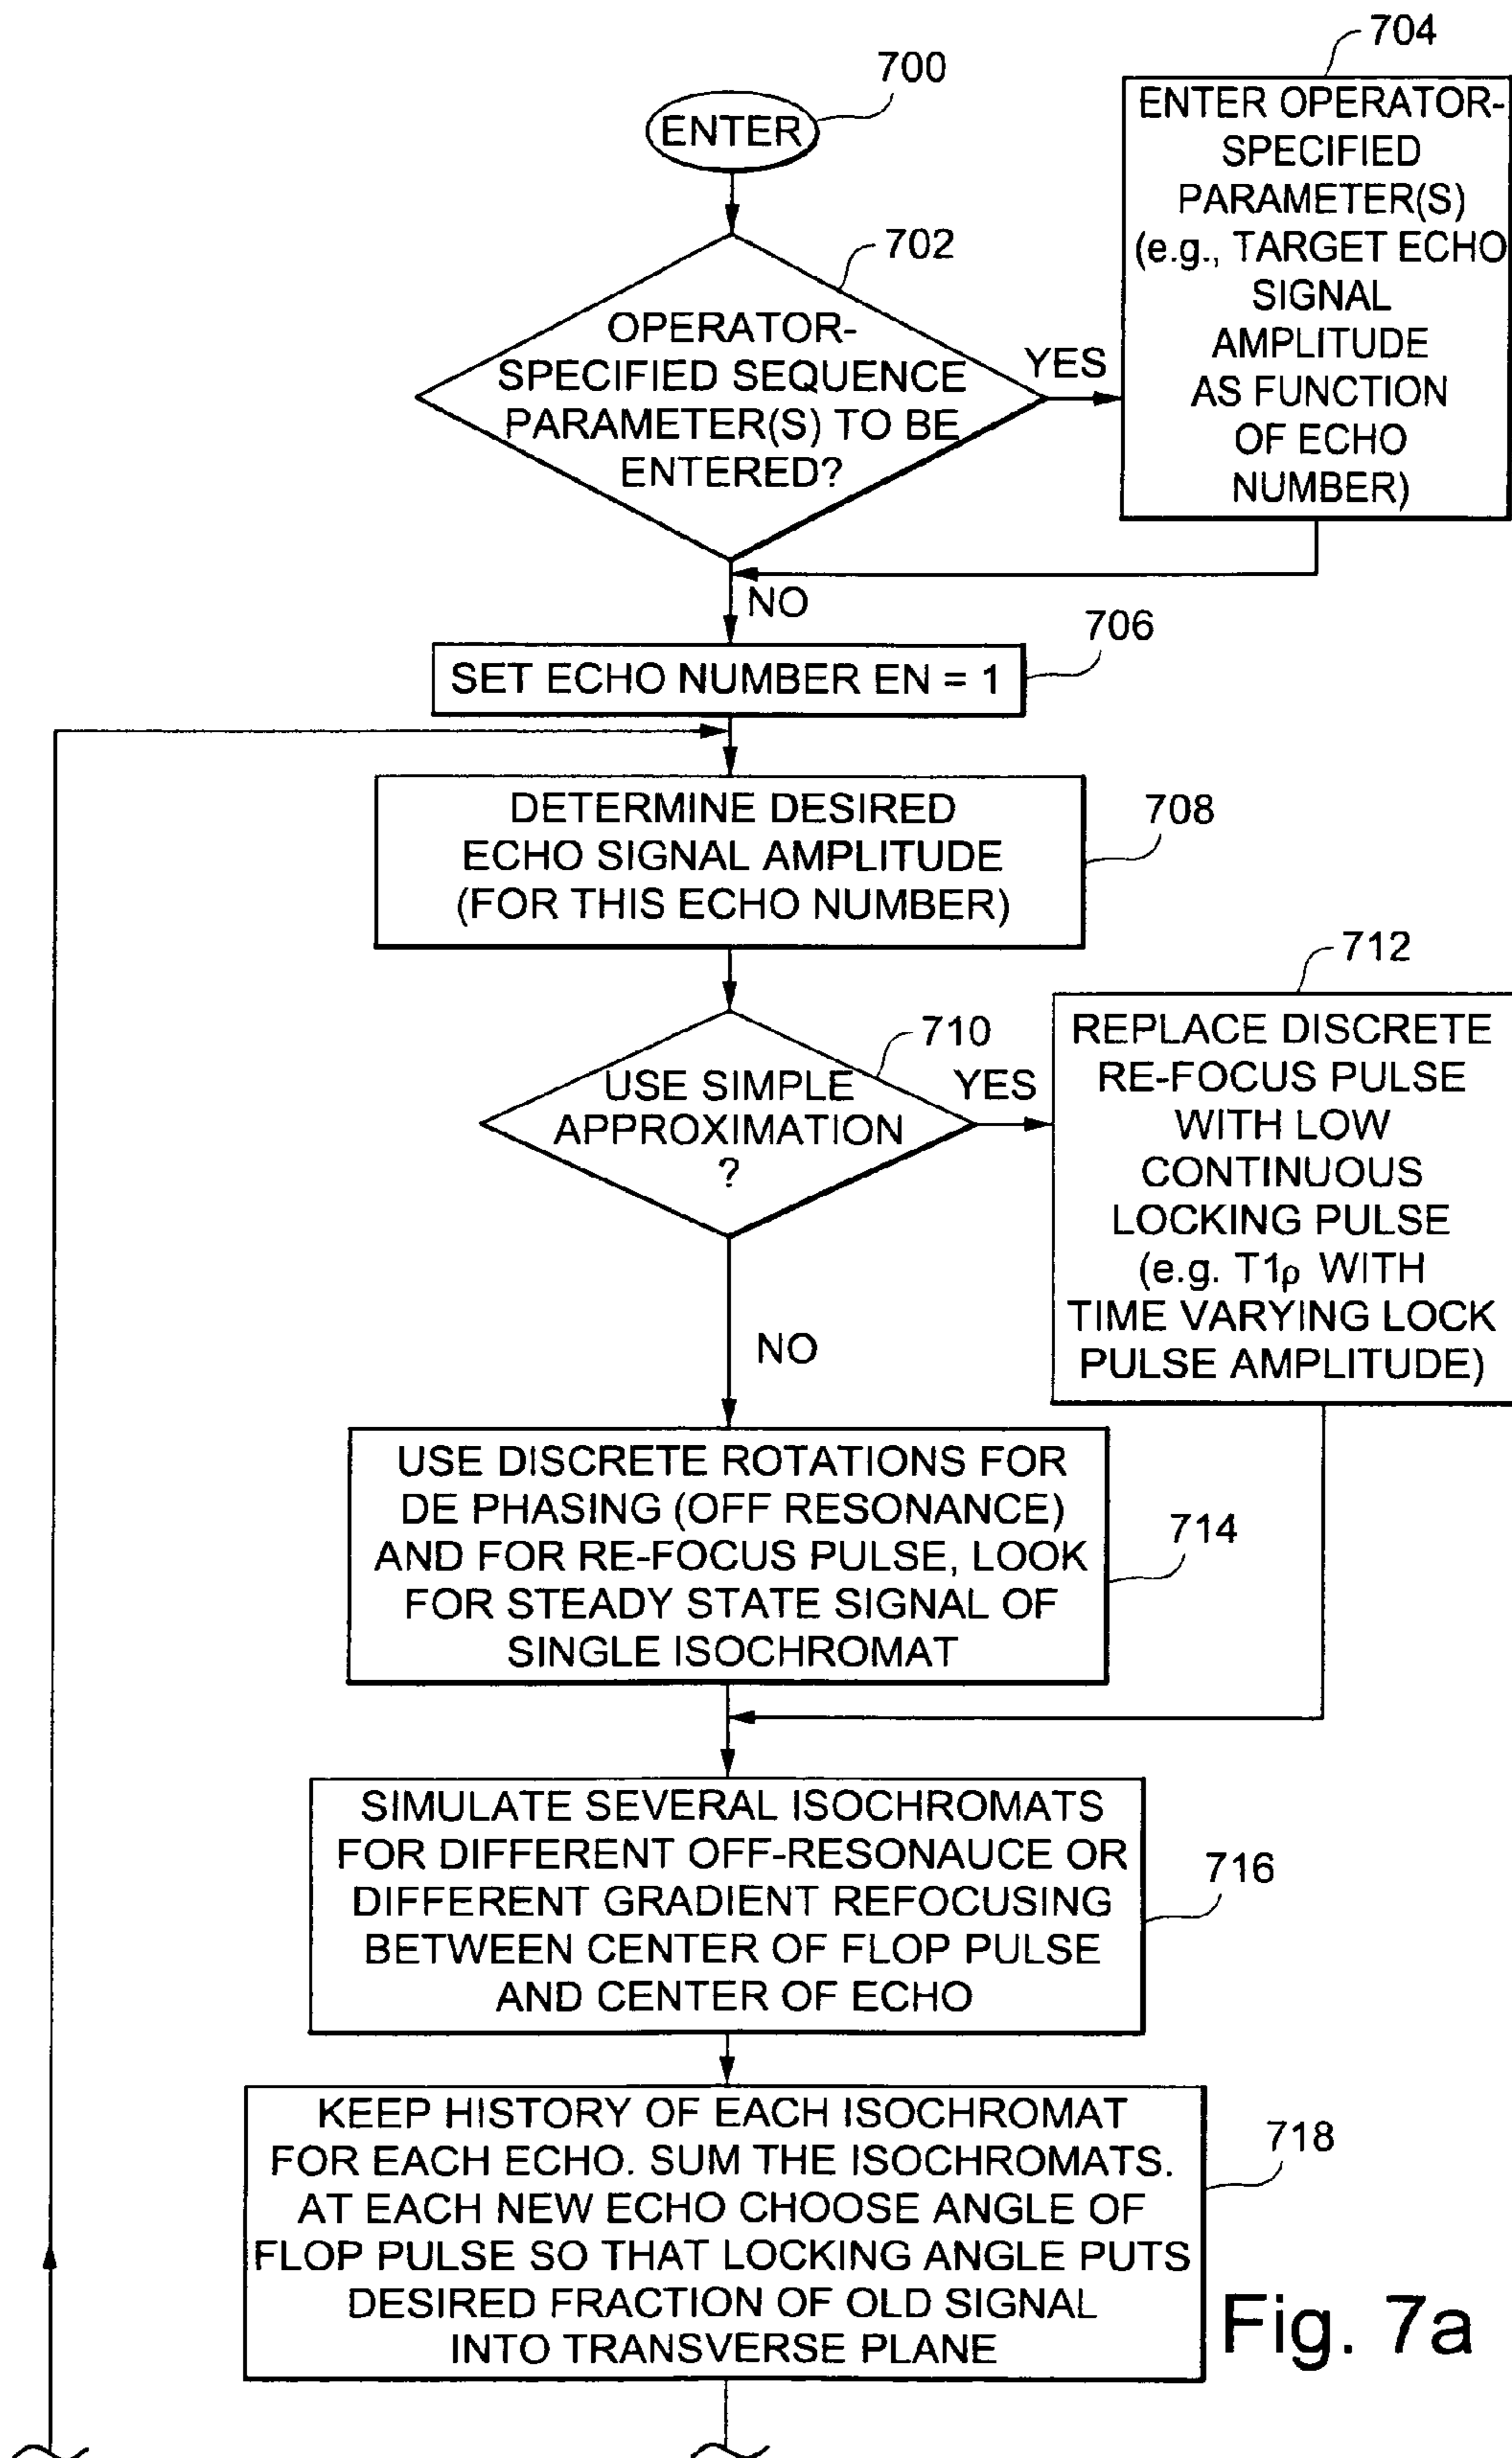 700
ENTER
704
ENTER OPERATOR-
SPECIFIED
PARAMETER(S)
(e.g., TARGET ECHO
SIGNAL
AMPLITUDE
AS FUNCTION
OF ECHO
NUMBER)
702
OPERATOR-
SPECIFIED SEQUENCE
PARAMETER(S) TO BE
ENTERED?
YES
NO
706
SET ECHO NUMBER EN = 1
708
DETERMINE DESIRED
ECHO SIGNAL AMPLITUDE
(FOR THIS ECHO NUMBER)
710
USE SIMPLE
APPROXIMATION
?
YES
712
REPLACE DISCRETE
RE-FOCUS PULSE
WITH LOW
CONTINUOUS
LOCKING PULSE
(e.g. T1ρ WITH
TIME VARYING LOCK
PULSE AMPLITUDE)
NO
714
USE DISCRETE ROTATIONS FOR
DE PHASING (OFF RESONANCE)
AND FOR RE-FOCUS PULSE, LOOK
FOR STEADY STATE SIGNAL OF
SINGLE ISOCHROMAT
716
SIMULATE SEVERAL ISOCHROMATS
FOR DIFFERENT OFF-RESONAUCE OR
DIFFERENT GRADIENT REFOCUSING
BETWEEN CENTER OF FLOP PULSE
AND CENTER OF ECHO
718
KEEP HISTORY OF EACH ISOCHROMAT
FOR EACH ECHO. SUM THE ISOCHROMATS.
AT EACH NEW ECHO CHOOSE ANGLE OF
FLOP PULSE SO THAT LOCKING ANGLE PUTS
DESIRED FRACTION OF OLD SIGNAL
INTO TRANSVERSE PLANE
Fig. 7a